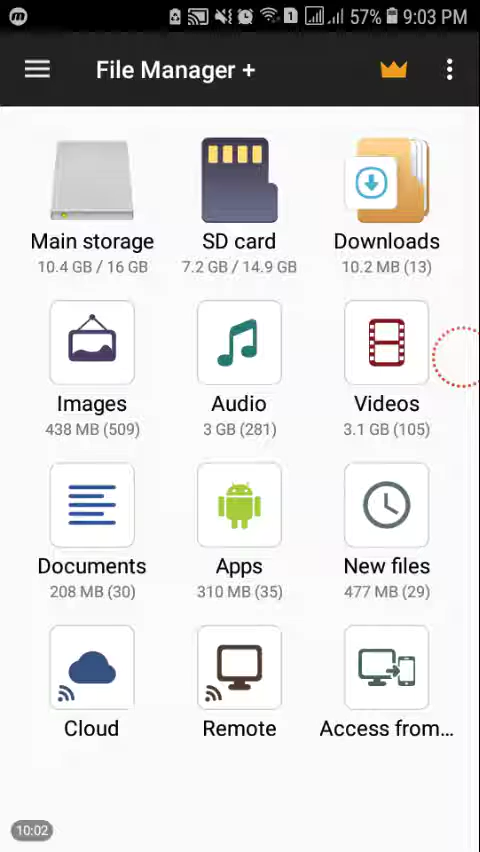 1 57% 9:03 PM
File Manager +
Main storage SD card Downloads
10.4 GB / 16 GB 7.2 GB / 14.9 GB 10.2 MB (13)
Images Audio Videos
438 MB (509) 3 GB (281) 3.1 GB (105)
Documents Apps New files
208 MB (30) 310 MB (35) 477 MB (29)
Cloud Remote Access from...
10:02